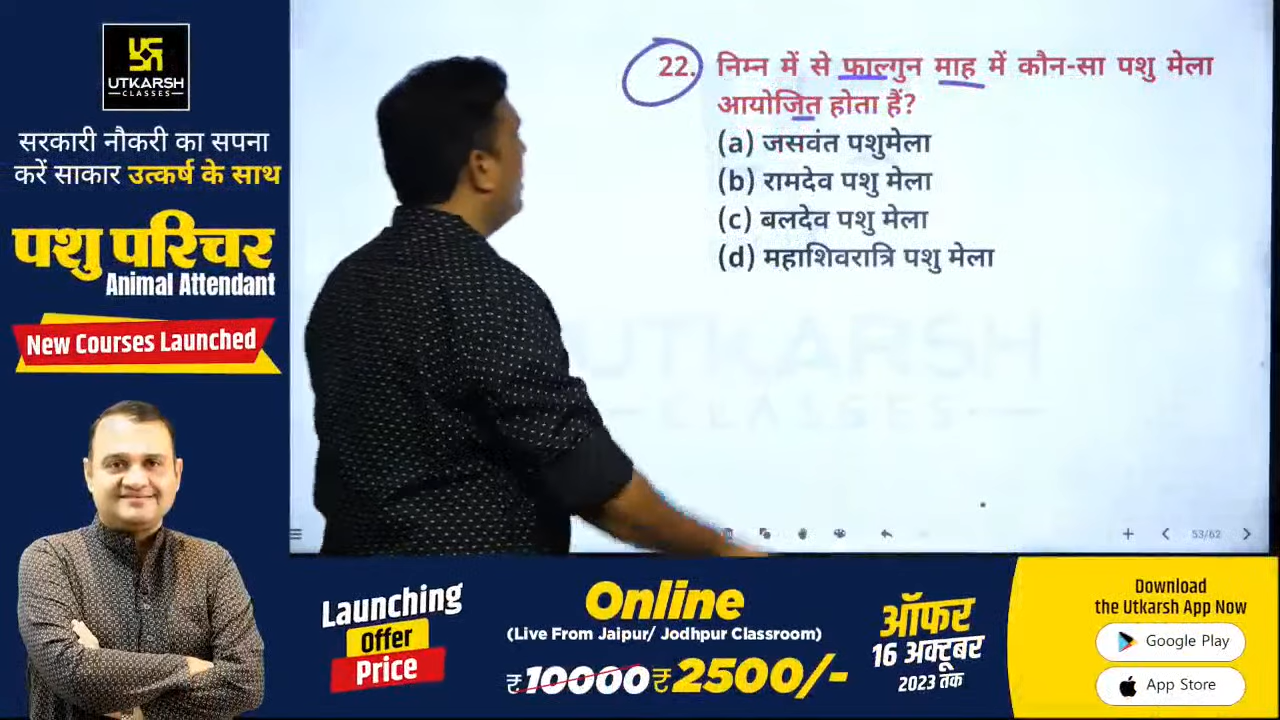 UTKARSH
CLASSES
सरकारी नौकरी का सपना
करें साकार उत्कर्ष के साथ
पशु परिचर
Animal Attendant
New Courses Launched
22. निम्न में से फाल्गुन माह में कौन-सा पशु मेला
आयोजित होता हैं?
(a) जसवंत पशुमेला
(b) रामदेव पशु मेला
(c) बलदेव पशु मेला
(d) महाशिवरात्रि पशु मेला
UTKARSH
CLASSES
53/62
Launching
Offer
Price
Online
(Live From Jaipur/ Jodhpur Classroom)
₹10000 ₹2500/-
ऑफर
16 अक्टूबर
2023 तक
Download
the Utkarsh App Now
Google Play
App Store